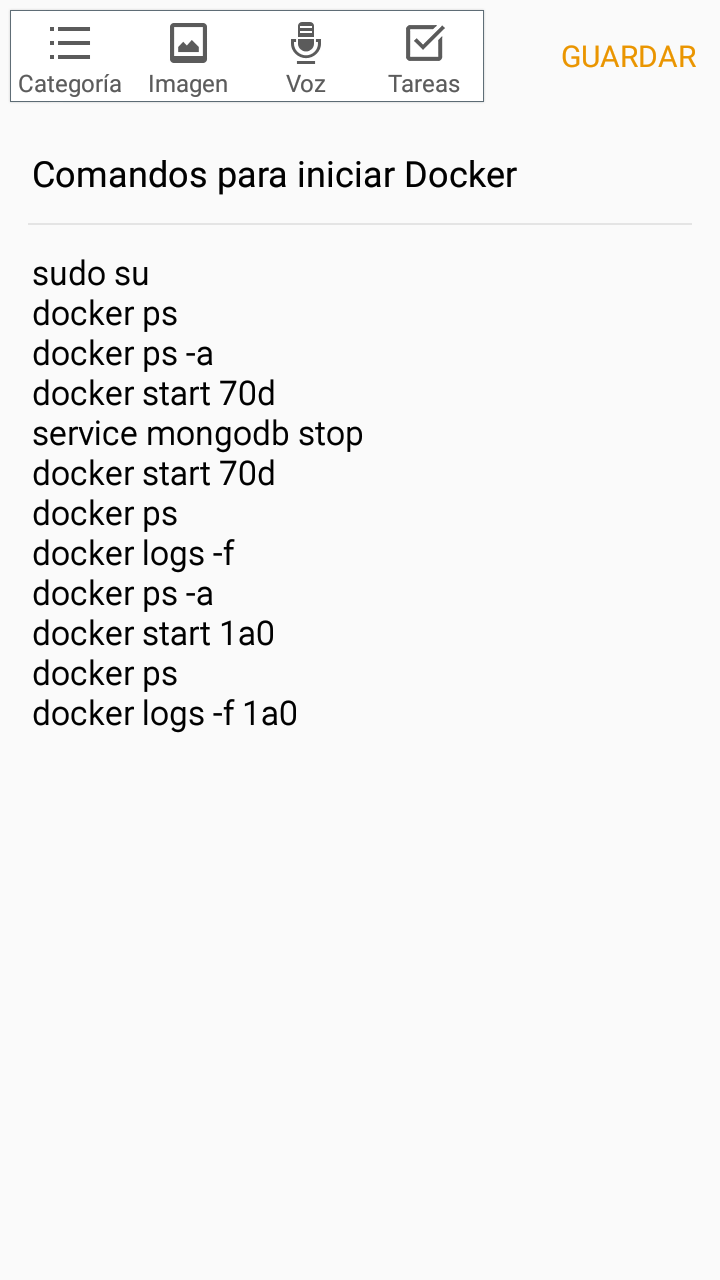 Categoría Imagen Voz Tareas
GUARDAR
Comandos para iniciar Docker
sudo su
docker ps
docker ps -a
docker start 70d
service mongodb stop
docker start 70d
docker ps
docker logs -f
docker ps -a
docker start 1a0
docker ps
docker logs -f 1a0